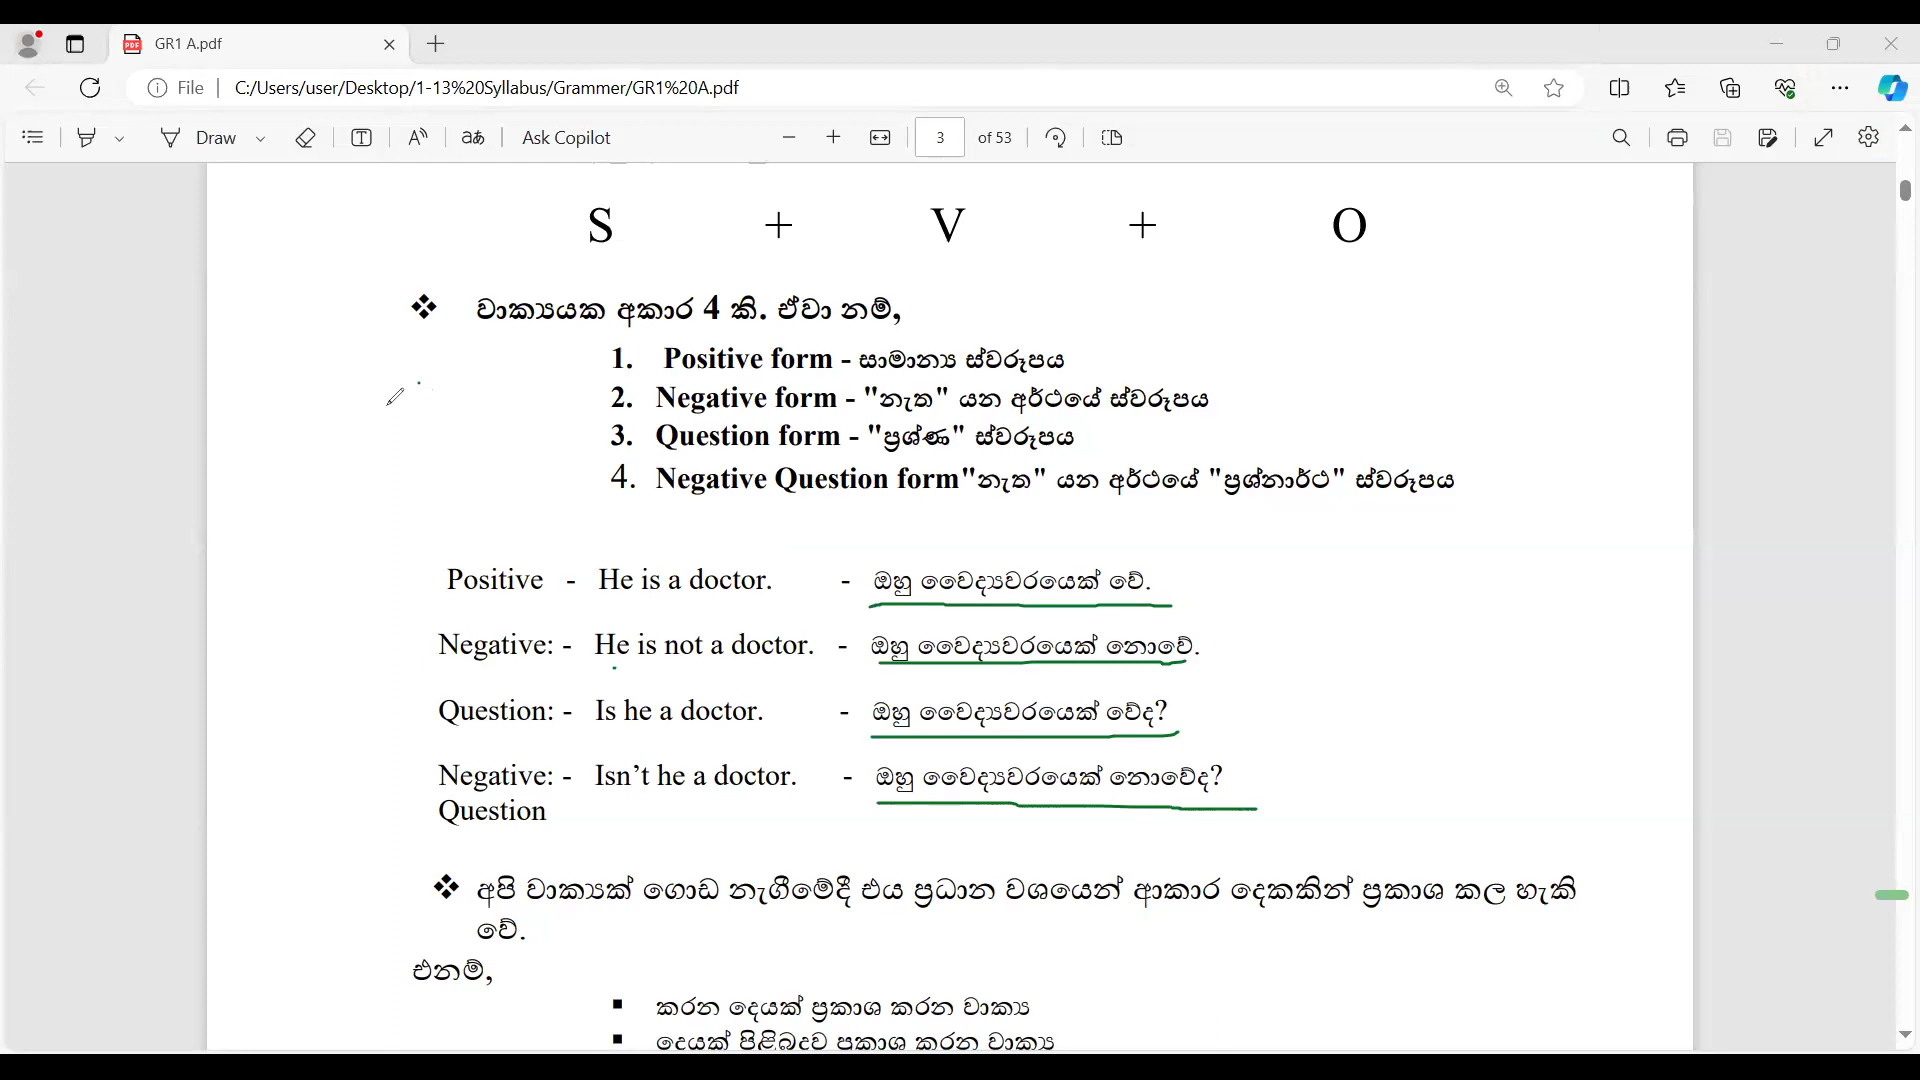 GR1 A.pdf
File
C:/Users/user/Desktop/1-13%20Syllabus/Grammer/GR1%20A.pdf
Draw
aあ
Ask Copilot
3 of 53
S + V + O
❖ වාක්‍යයක අකාර 4 කි. ඒවා නම්,
1. Positive form - සාමාන්‍ය ස්වරූපය
2. Negative form - "නැත" යන අර්ථයේ ස්වරූපය
3. Question form - "ප්‍රශ්ණ" ස්වරූපය
4. Negative Question form"නැත" යන අර්ථයේ "ප්‍රශ්නාර්ථ" ස්වරූපය
Positive - He is a doctor. - ඔහු වෛද්‍යවරයෙක් වේ.
Negative: - He is not a doctor. - ඔහු වෛද්‍යවරයෙක් නොවේ.
Question: - Is he a doctor. - ඔහු වෛද්‍යවරයෙක් වේද?
Negative: - Isn’t he a doctor. - ඔහු වෛද්‍යවරයෙක් නොවේද?
Question
❖ අපි වාක්‍යක් ගොඩ නැගීමේදී එය ප්‍රධාන වශයෙන් ආකාර දෙකකින් ප්‍රකාශ කල හැකි
වේ.
එනම්,
▪ කරන දෙයක් ප්‍රකාශ කරන වාක්‍ය
▪ දෙයක් පිළිබදව ප්‍රකාශ කරන වාක්‍ය